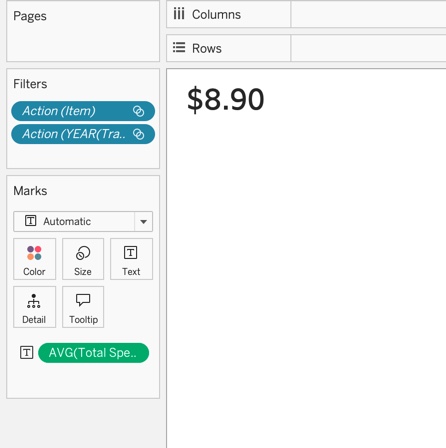 Pages
Columns
Rows
Filters
Action (Item)
Action (YEAR(Tra..
$8.90
Marks
T Automatic
Color Size Text
Detail Tooltip
T AVG(Total Spe..